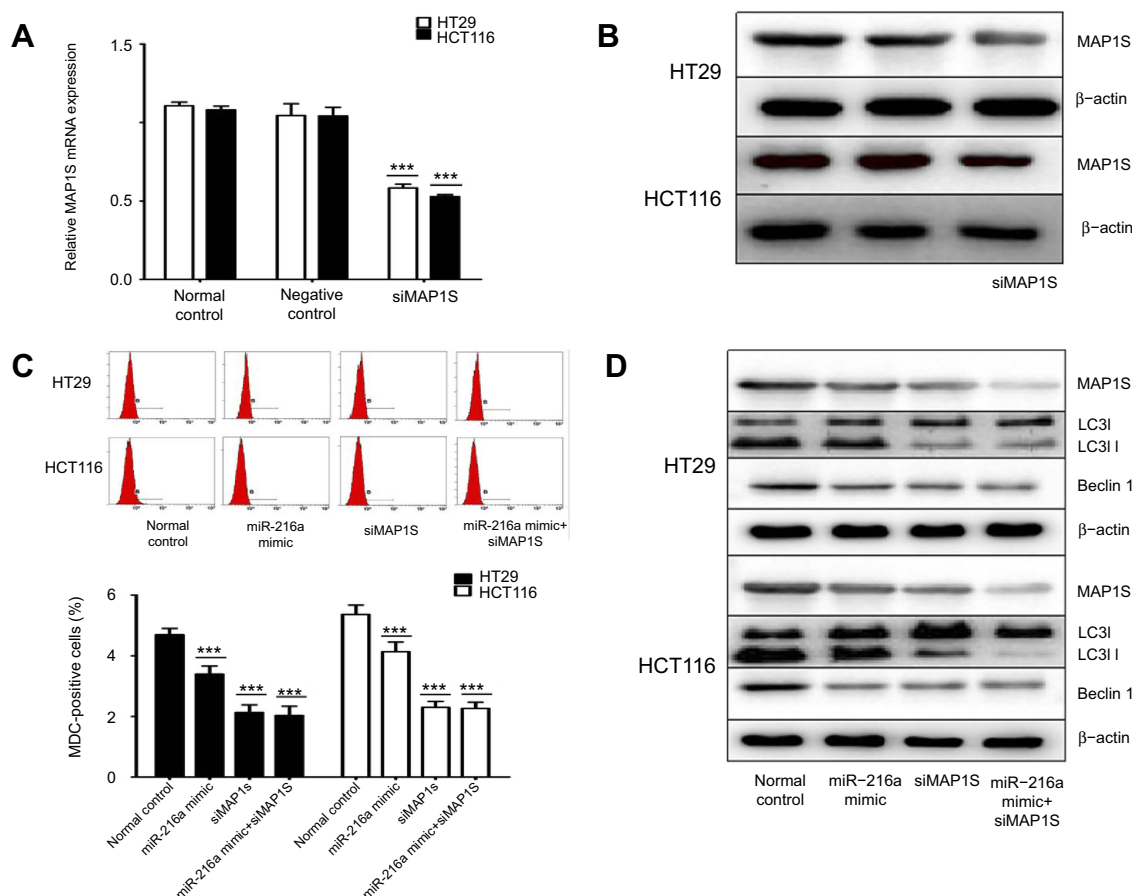 A
HT29
HCT116
1.5
1.0
0.5
0.0
Relative MAP1S mRNA expression
***
***
Normal
control
Negative
control
siMAP1S
B
HT29
HCT116
MAP1S
β−actin
MAP1S
β−actin
siMAP1S
C
HT29
HCT116
B
B
B
B
B
B
B
B
Normal
control
miR-216a
mimic
siMAP1S
miR-216a mimic+
siMAP1S
HT29
HCT116
MDC-positive cells (%)
6
4
2
0
***
***
***
***
***
***
Normal control
miR-216a mimic
siMAP1s
miR-216a mimic+siMAP1S
Normal control
miR-216a mimic
siMAP1s
miR-216a mimic+siMAP1S
D
HT29
HCT116
MAP1S
LC3I
LC3I I
Beclin 1
β−actin
MAP1S
LC3I
LC3I I
Beclin 1
β−actin
Normal
control
miR−216a
mimic
siMAP1S
miR−216a
mimic+
siMAP1S